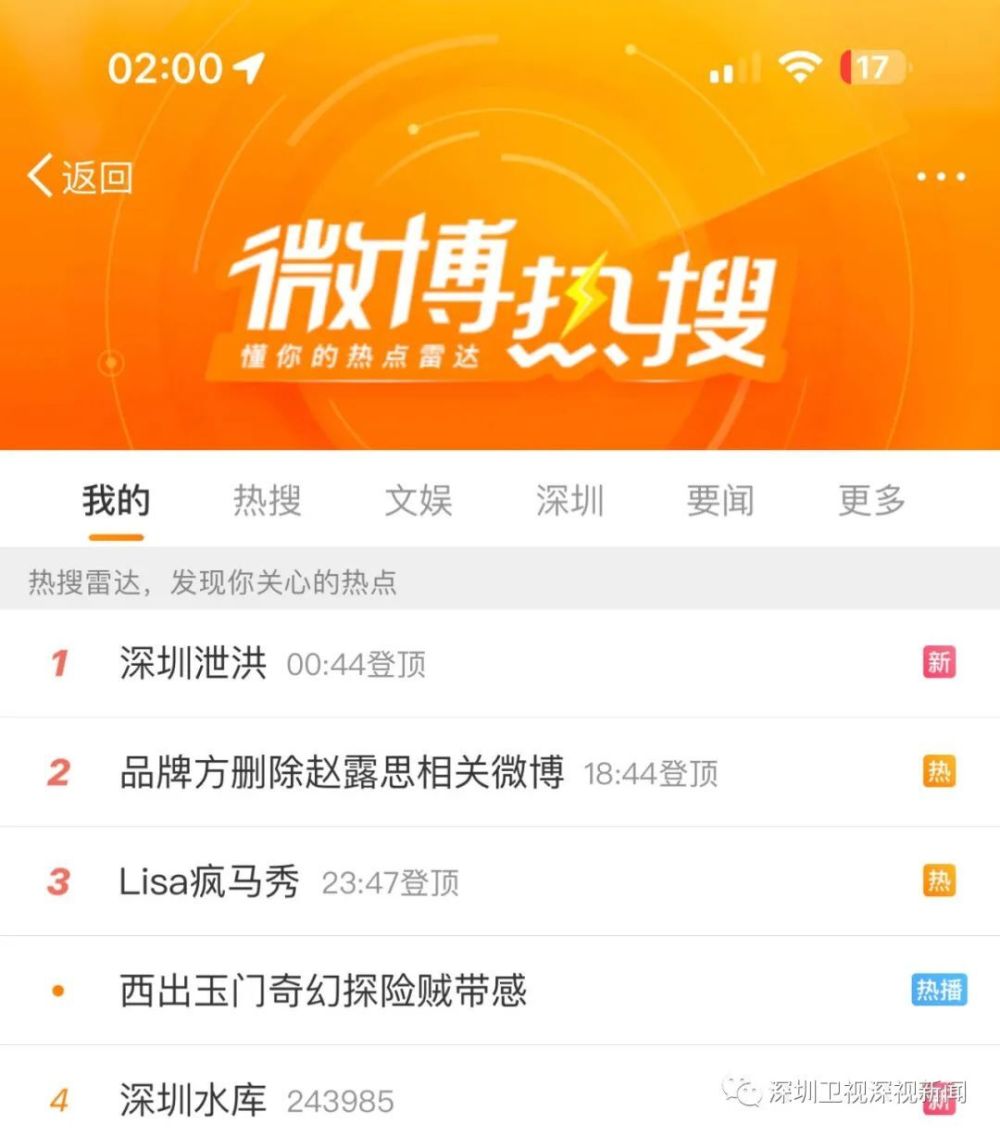 02:00
17
返回
微博热搜
懂你的热点雷达
我的 热搜 文娱 深圳 要闻 更多
热搜雷达，发现你关心的热点
1 深圳泄洪 00:44登顶 新
2 品牌方删除赵露思相关微博 18:44登顶 热
3 Lisa疯马秀 23:47登顶 热
西出玉门奇幻探险贼带感 热播
4 深圳水库 243985 新
深圳卫视深视新闻